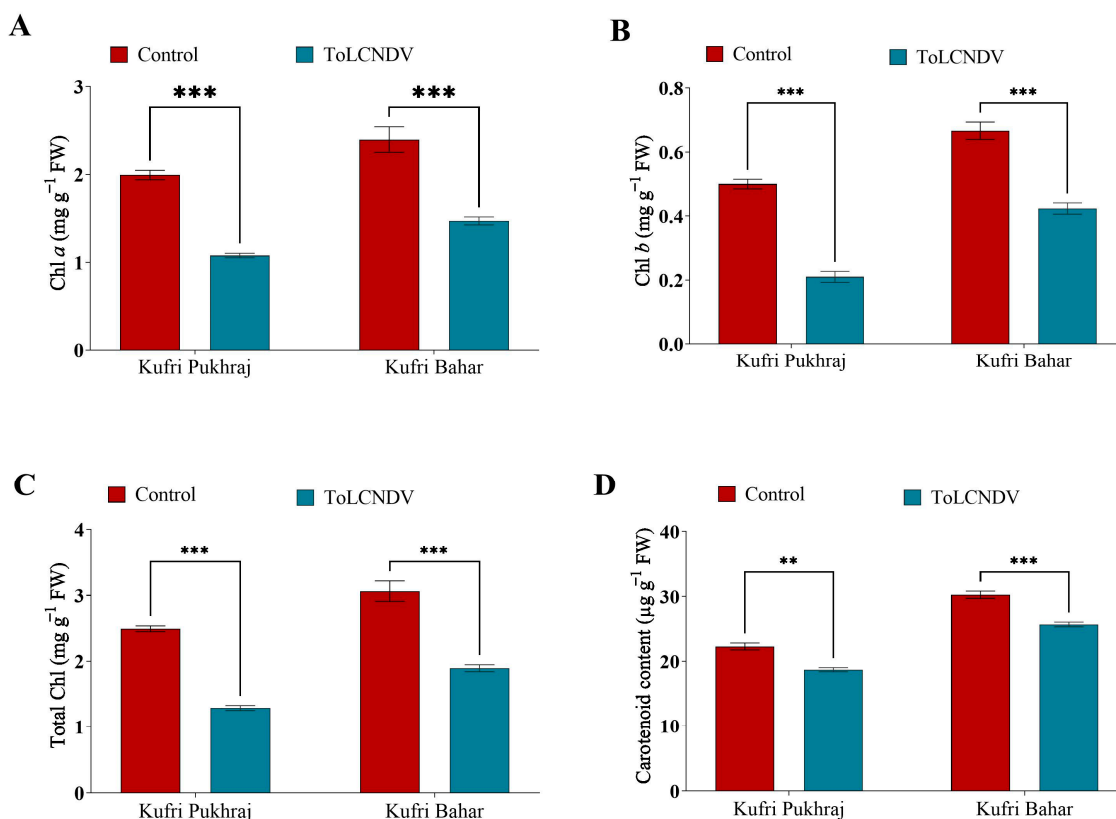 A
Control ToLCNDV
Chl a (mg g⁻¹ FW)
3
2
1
0
*** ***
Kufri Pukhraj Kufri Bahar
B
Control ToLCNDV
Chl b (mg g⁻¹ FW)
0.8
0.6
0.4
0.2
0.0
*** ***
Kufri Pukhraj Kufri Bahar
C
Control ToLCNDV
Total Chl (mg g⁻¹ FW)
4
3
2
1
0
*** ***
Kufri Pukhraj Kufri Bahar
D
Control ToLCNDV
Carotenoid content (µg g⁻¹ FW)
40
30
20
10
0
** ***
Kufri Pukhraj Kufri Bahar